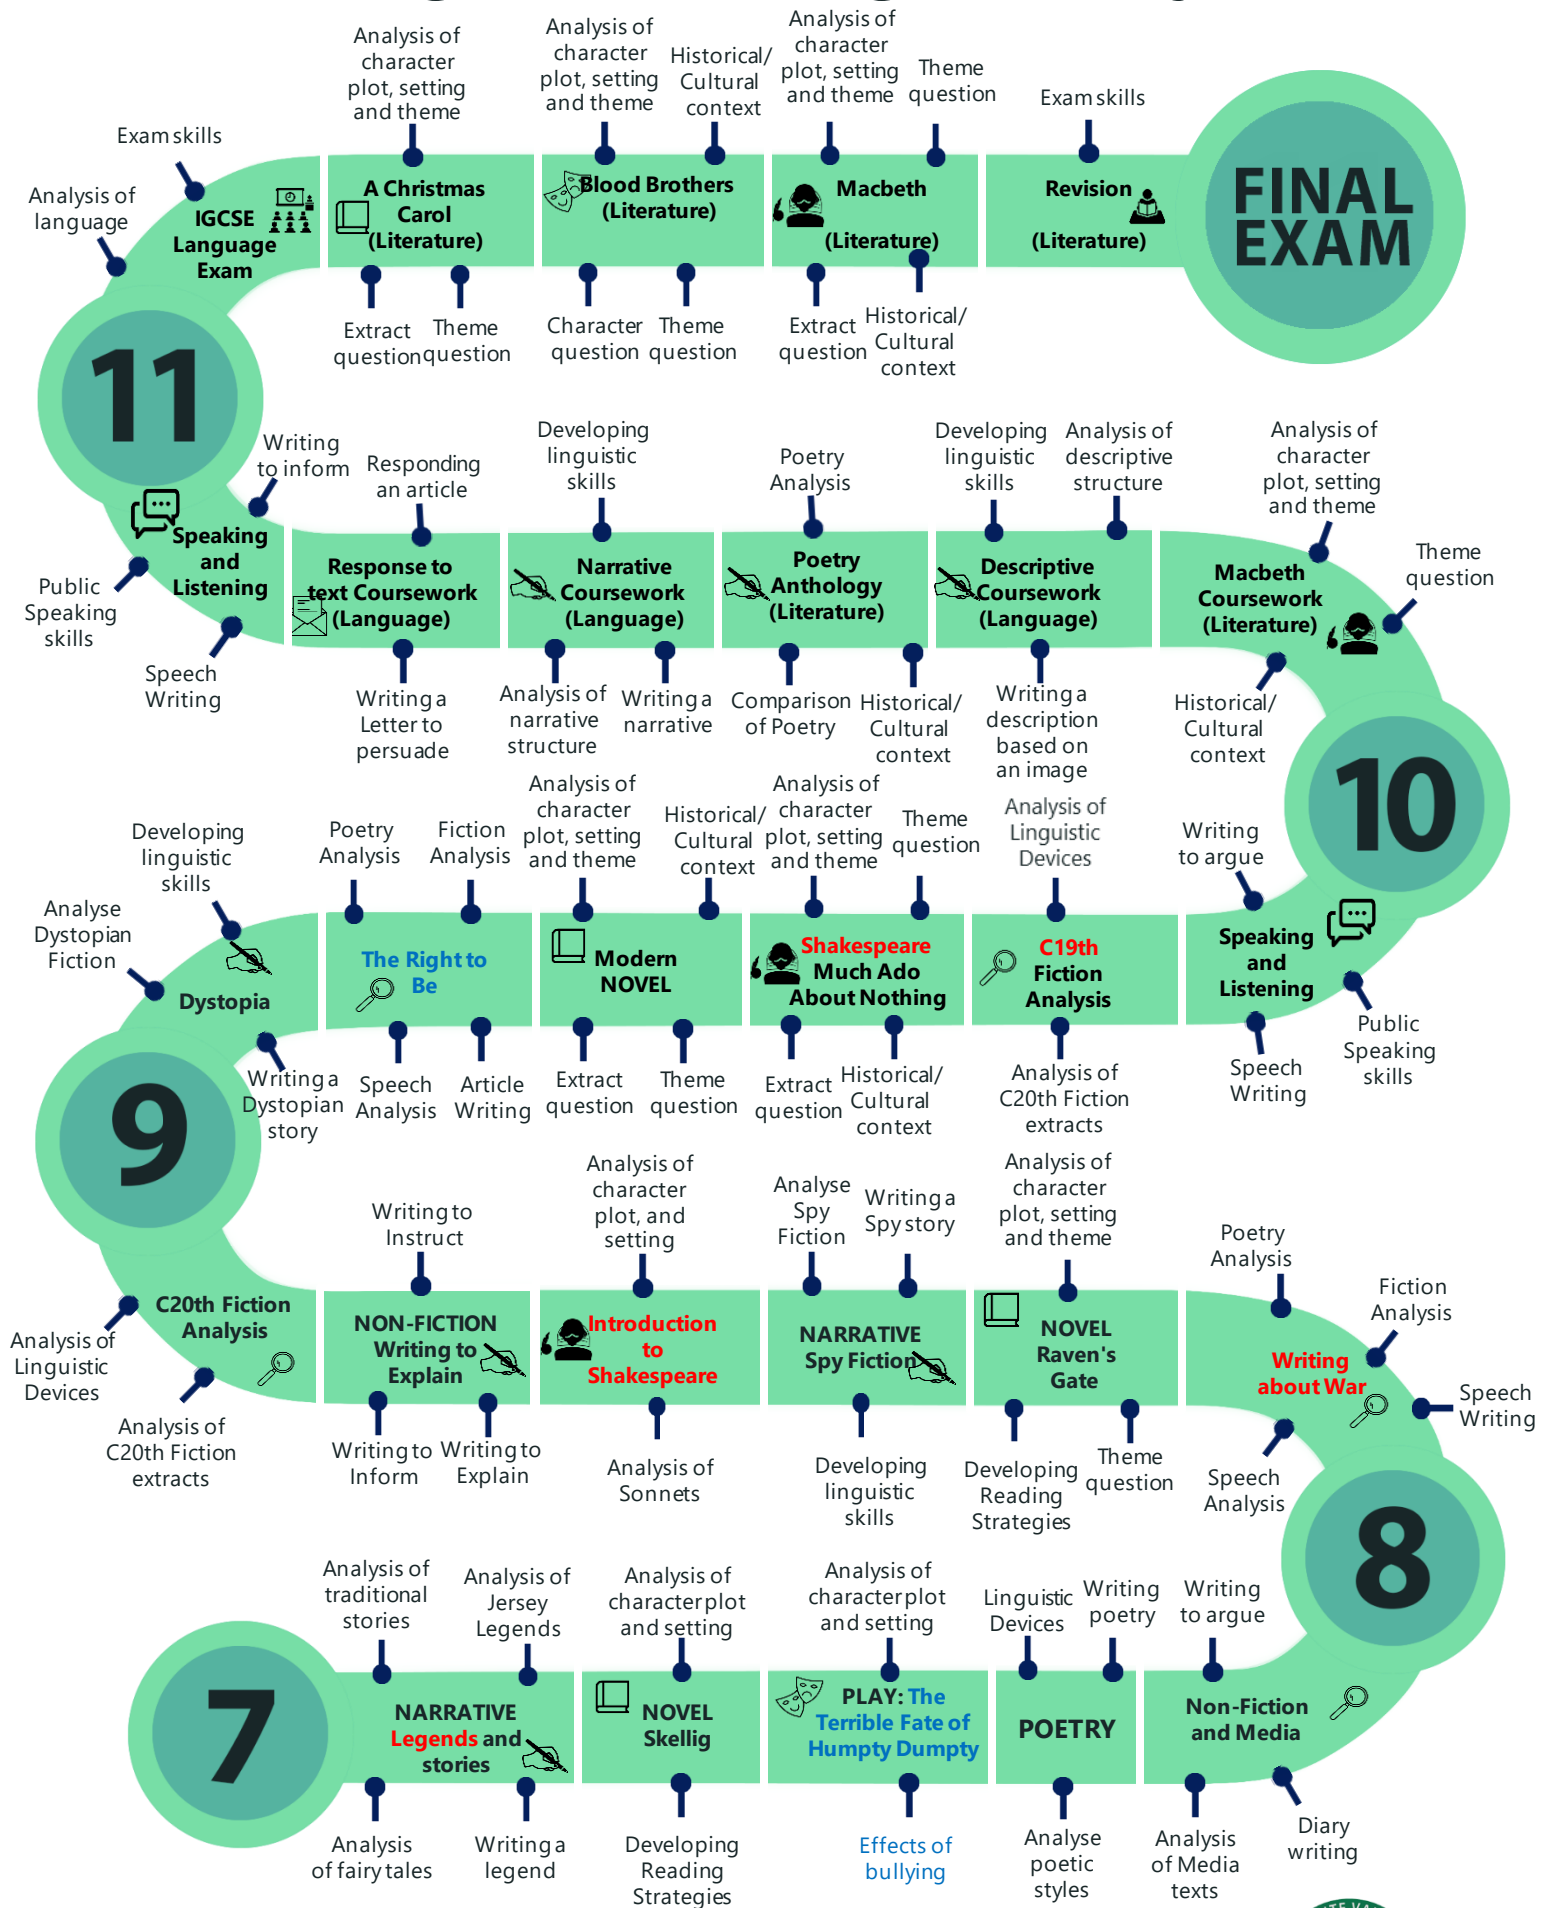 Analysis of
character
plot, setting
and theme
Analysis of
character
plot, setting
and theme
Historical/
Cultural
context
Analysis of
character
plot, setting
and theme
Theme
question
Exam skills
Exam skills
Analysis of
language
IGCSE
Language
Exam
A Christmas
Carol
(Literature)
Blood Brothers
(Literature)
Macbeth
(Literature)
Revision
(Literature)
FINAL
EXAM
Extract
question
Theme
question
Character
question
Theme
question
Extract
question
Historical/
Cultural
context
11
Writing
to inform
Responding
an article
Developing
linguistic
skills
Poetry
Analysis
Developing
linguistic
skills
Analysis of
descriptive
structure
Analysis of
character
plot, setting
and theme
Theme
question
Speaking
and
Listening
Response to
text Coursework
(Language)
Narrative
Coursework
(Language)
Poetry
Anthology
(Literature)
Descriptive
Coursework
(Language)
Macbeth
Coursework
(Literature)
Public
Speaking
skills
Speech
Writing
Writing a
Letter to
persuade
Analysis of
narrative
structure
Writing a
narrative
Comparison
of Poetry
Historical/
Cultural
context
Writing a
description
based on
an image
Historical/
Cultural
context
10
Analyse
Dystopian
Fiction
Developing
linguistic
skills
Poetry
Analysis
Fiction
Analysis
Analysis of
character
plot, setting
and theme
Historical/
Cultural
context
Analysis of
character
plot, setting
and theme
Theme
question
Analysis of
Linguistic
Devices
Writing
to argue
Dystopia
The Right to
Be
Modern
NOVEL
Shakespeare
Much Ado
About Nothing
C19th
Fiction
Analysis
Speaking
and
Listening
Writing a
Dystopian
story
Speech
Analysis
Article
Writing
Extract
question
Theme
question
Extract
question
Historical/
Cultural
context
Analysis of
C20th Fiction
extracts
Speech
Writing
Public
Speaking
skills
9
Writing to
Instruct
Analysis of
character
plot, and
setting
Analyse
Spy
Fiction
Writing a
Spy story
Analysis of
character
plot, setting
and theme
Poetry
Analysis
Fiction
Analysis
C20th Fiction
Analysis
NON-FICTION
Writing to
Explain
Introduction
to
Shakespeare
NARRATIVE
Spy Fiction
NOVEL
Raven's
Gate
Writing
about War
Speech
Writing
Analysis of
Linguistic
Devices
Analysis of
C20th Fiction
extracts
Writing to
Inform
Writing to
Explain
Analysis of
Sonnets
Developing
linguistic
skills
Developing
Reading
Strategies
Theme
question
Speech
Analysis
8
Analysis of
traditional
stories
Analysis of
Jersey
Legends
Analysis of
character plot
and setting
Analysis of
character plot
and setting
Linguistic
Devices
Writing
poetry
Writing
to argue
7
NARRATIVE
Legends and
stories
NOVEL
Skellig
PLAY: The
Terrible Fate of
Humpty Dumpty
POETRY
Non-Fiction
and Media
Analysis
of fairy tales
Writing a
legend
Developing
Reading
Strategies
Effects of
bullying
Analyse
poetic
styles
Analysis
of Media
texts
Diary
writing